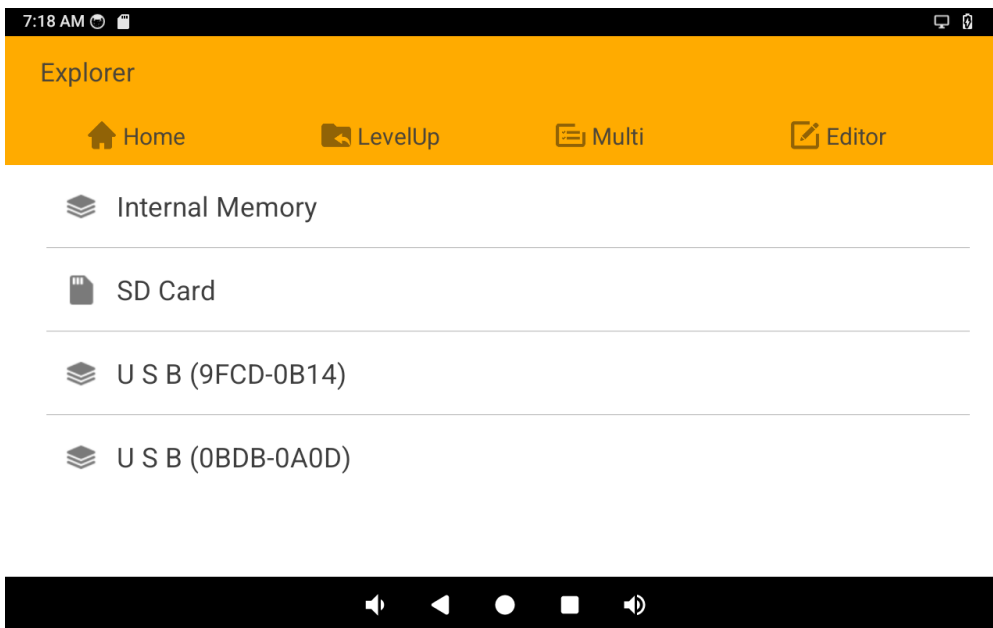 7:18 AM
Explorer
Home LevelUp Multi Editor
Internal Memory
SD Card
U S B (9FCD-0B14)
U S B (0BDB-0A0D)